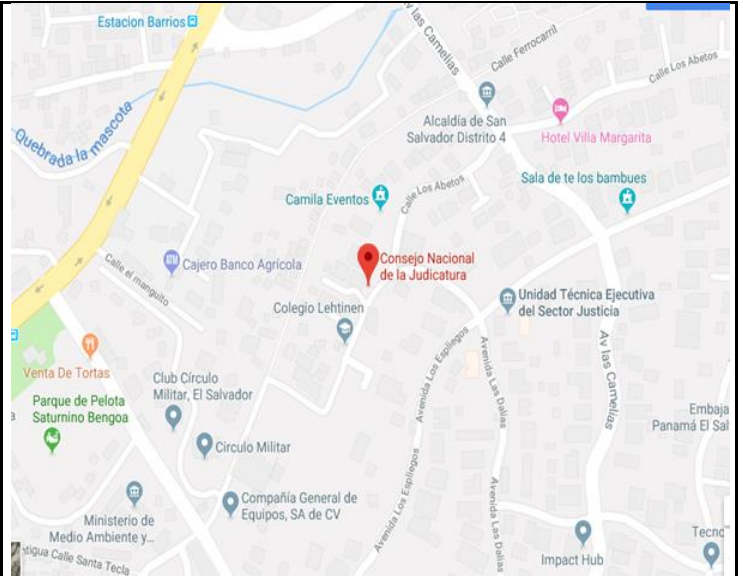 Estacion Barrios
Av las Camelias
Calle Ferrocarril
Calle Los Abetos
Quebrada la mascota
Alcaldía de San
Salvador Distrito 4
Hotel Villa Margarita
Sala de te los bambues
Camila Eventos
Calle Los Abetos
Cajero Banco Agrícola
ATM
Consejo Nacional
de la Judicatura
Calle el manguito
Colegio Lehtinen
Unidad Técnica Ejecutiva
del Sector Justicia
Venta De Tortas
Club Círculo
Militar, El Salvador
Avenida Los Espliegos
Avenida Las Dalias
Av las Camelias
Parque de Pelota
Saturnino Bengoa
Embaja
Panamá El Sal
Circulo Militar
Compañía General de
Equipos, SA de CV
Avenida Los Espliegos
Avenida Las Dalias
Ministerio de
Medio Ambiente y...
Impact Hub
Tecno
tigua Calle Santa Tecla